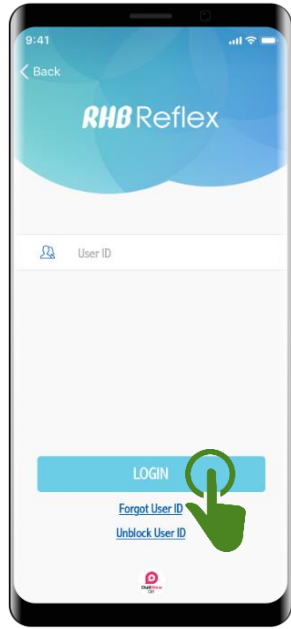 9:41
Back
RHB Reflex
User ID
LOGIN
Forgot User ID
Unblock User ID